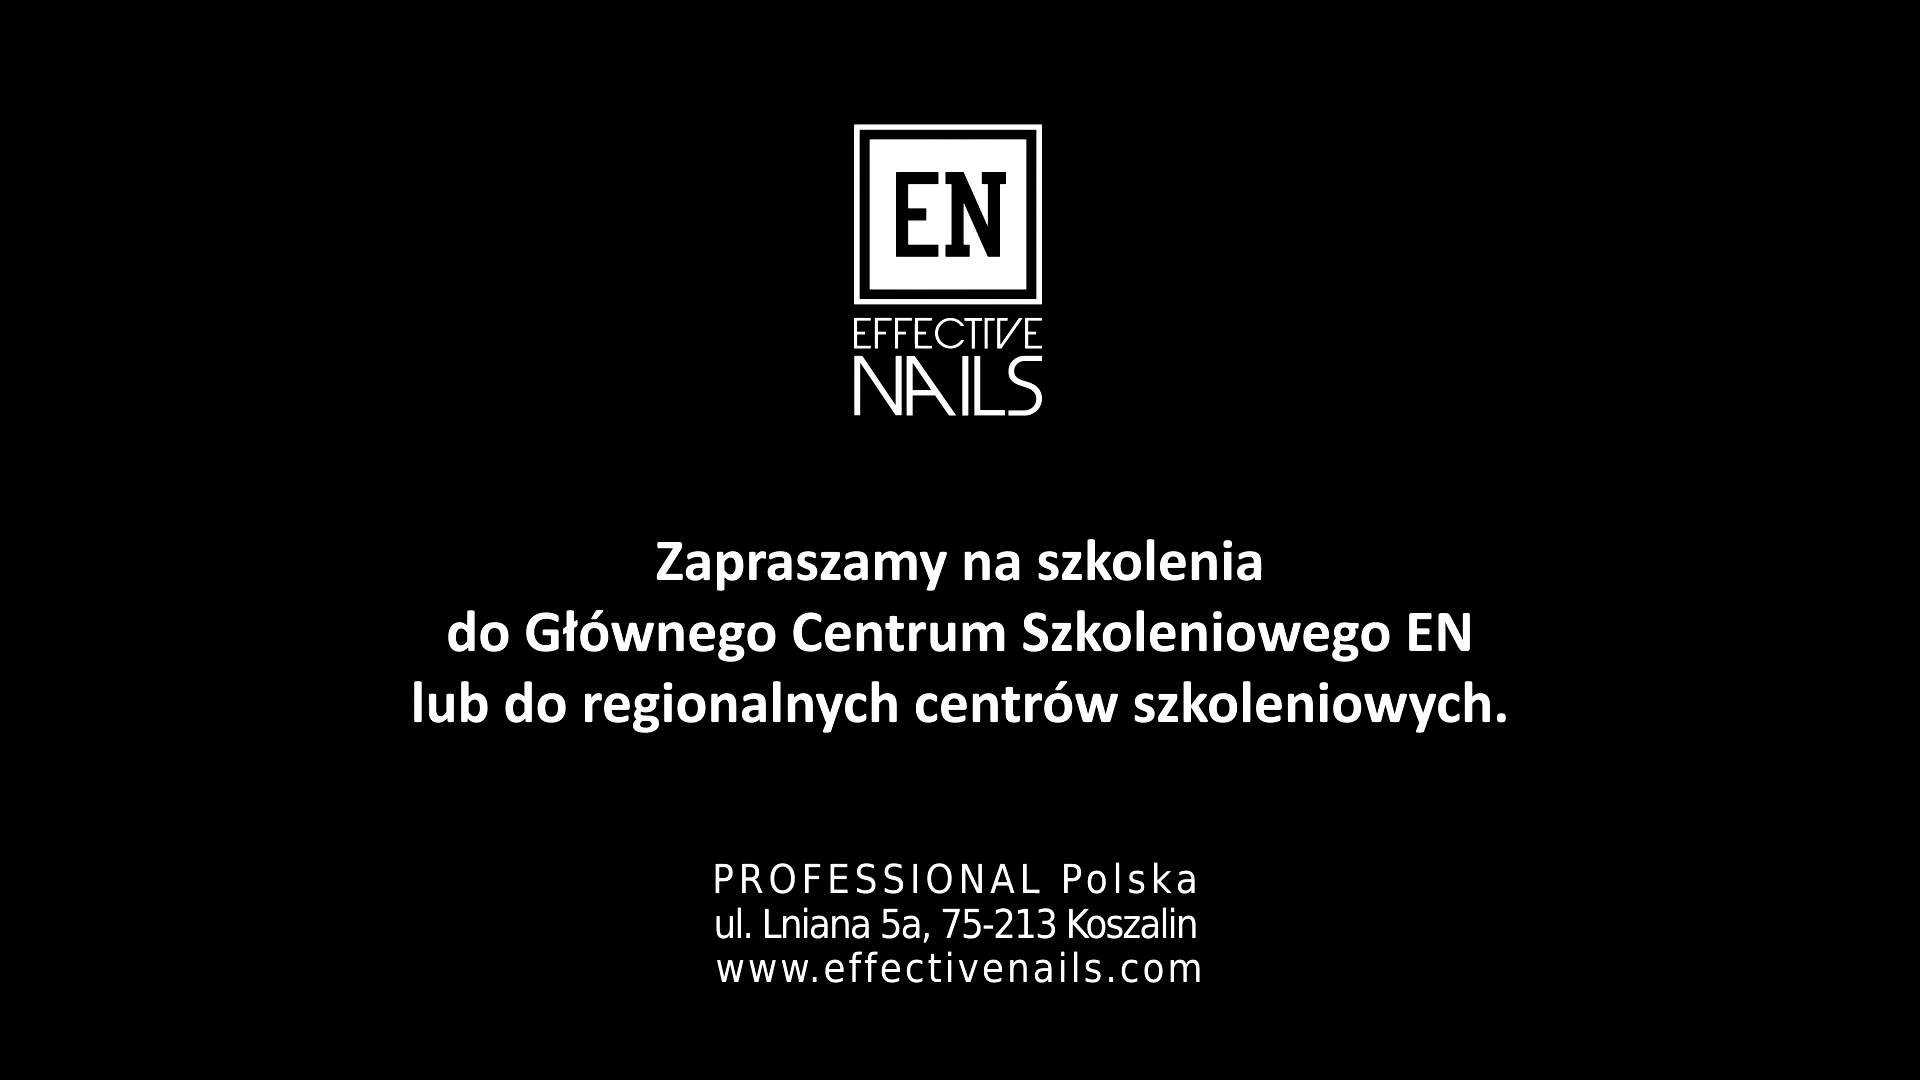 EN
EFFECTIVE
NAILS
Zapraszamy na szkolenia
do Głównego Centrum Szkoleniowego EN
lub do regionalnych centrów szkoleniowych.
PROFESSIONAL Polska
ul. Lniana 5a, 75-213 Koszalin
www.effectivenails.com